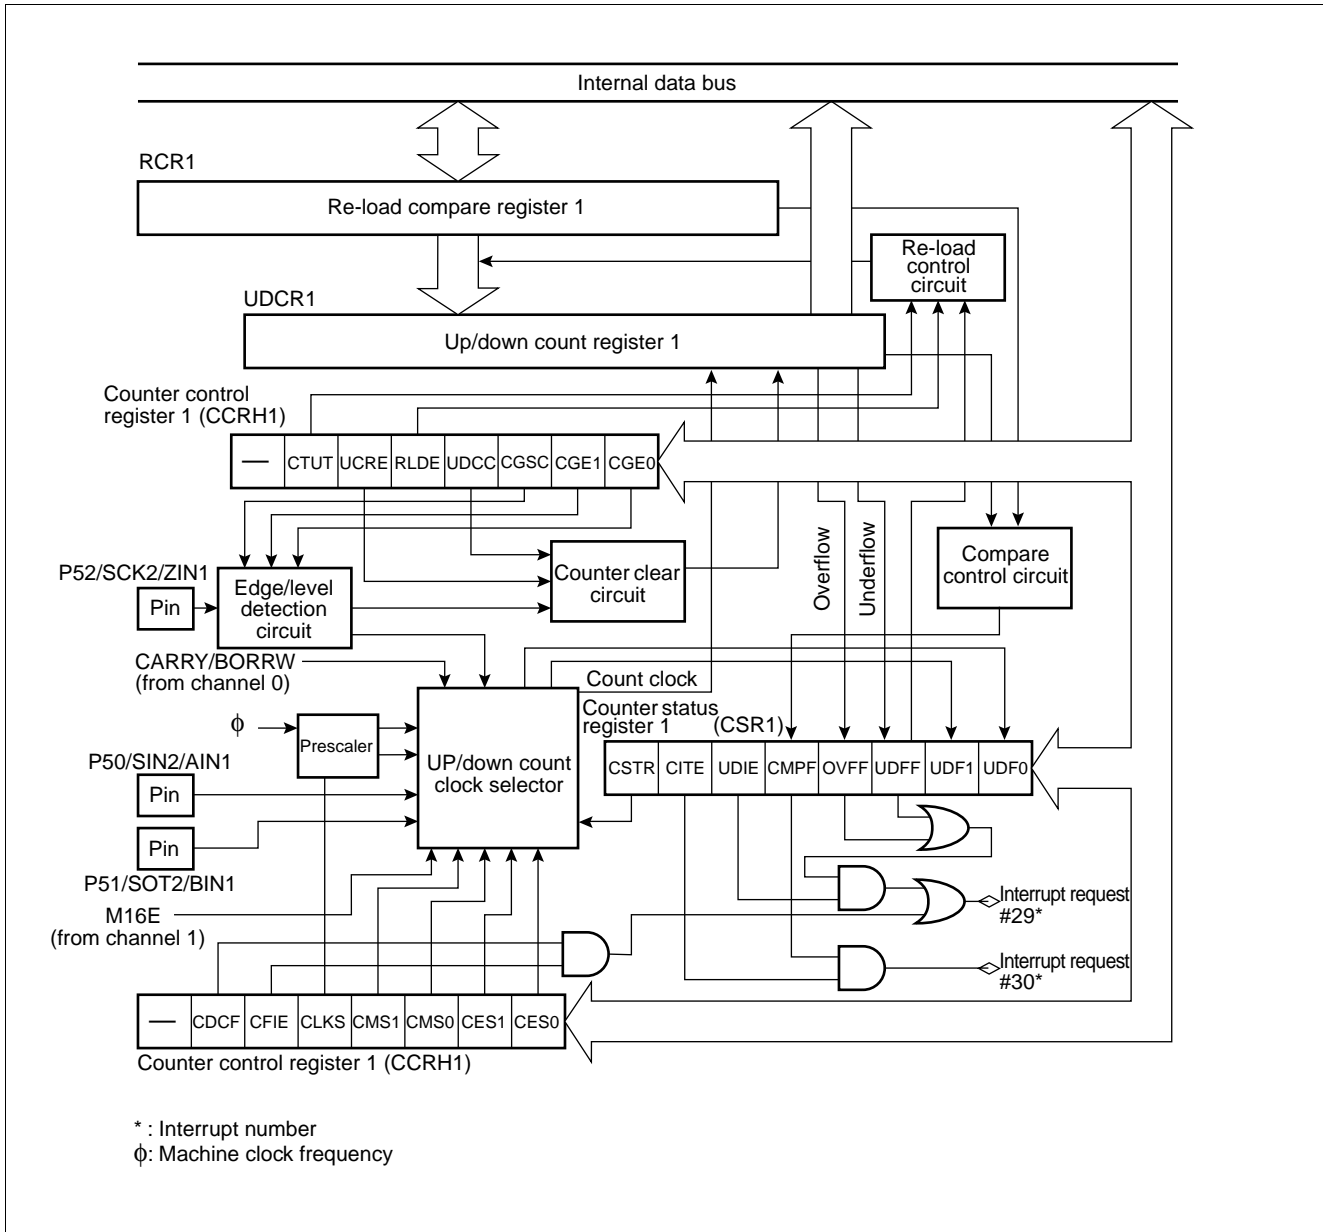 Internal data bus
RCR1
Re-load compare register 1
Re-load
control
circuit
UDCR1
Up/down count register 1
Counter control
register 1 (CCRH1)
— CTUT UCRE RLDE UDCC CGSC CGE1 CGE0
Overflow
Underflow
Compare
control circuit
Counter clear
circuit
P52/SCK2/ZIN1
Pin
Edge/level
detection
circuit
CARRY/BORRW
(from channel 0)
Count clock
Counter status
register 1 (CSR1)
ϕ
Prescaler
UP/down count
clock selector
CSTR CITE UDIE CMPF OVFF UDFF UDF1 UDF0
P50/SIN2/AIN1
Pin
Pin
P51/SOT2/BIN1
M16E
(from channel 1)
Interrupt request
#29*
Interrupt request
#30*
— CDCF CFIE CLKS CMS1 CMS0 CES1 CES0
Counter control register 1 (CCRH1)
* : Interrupt number
ϕ: Machine clock frequency